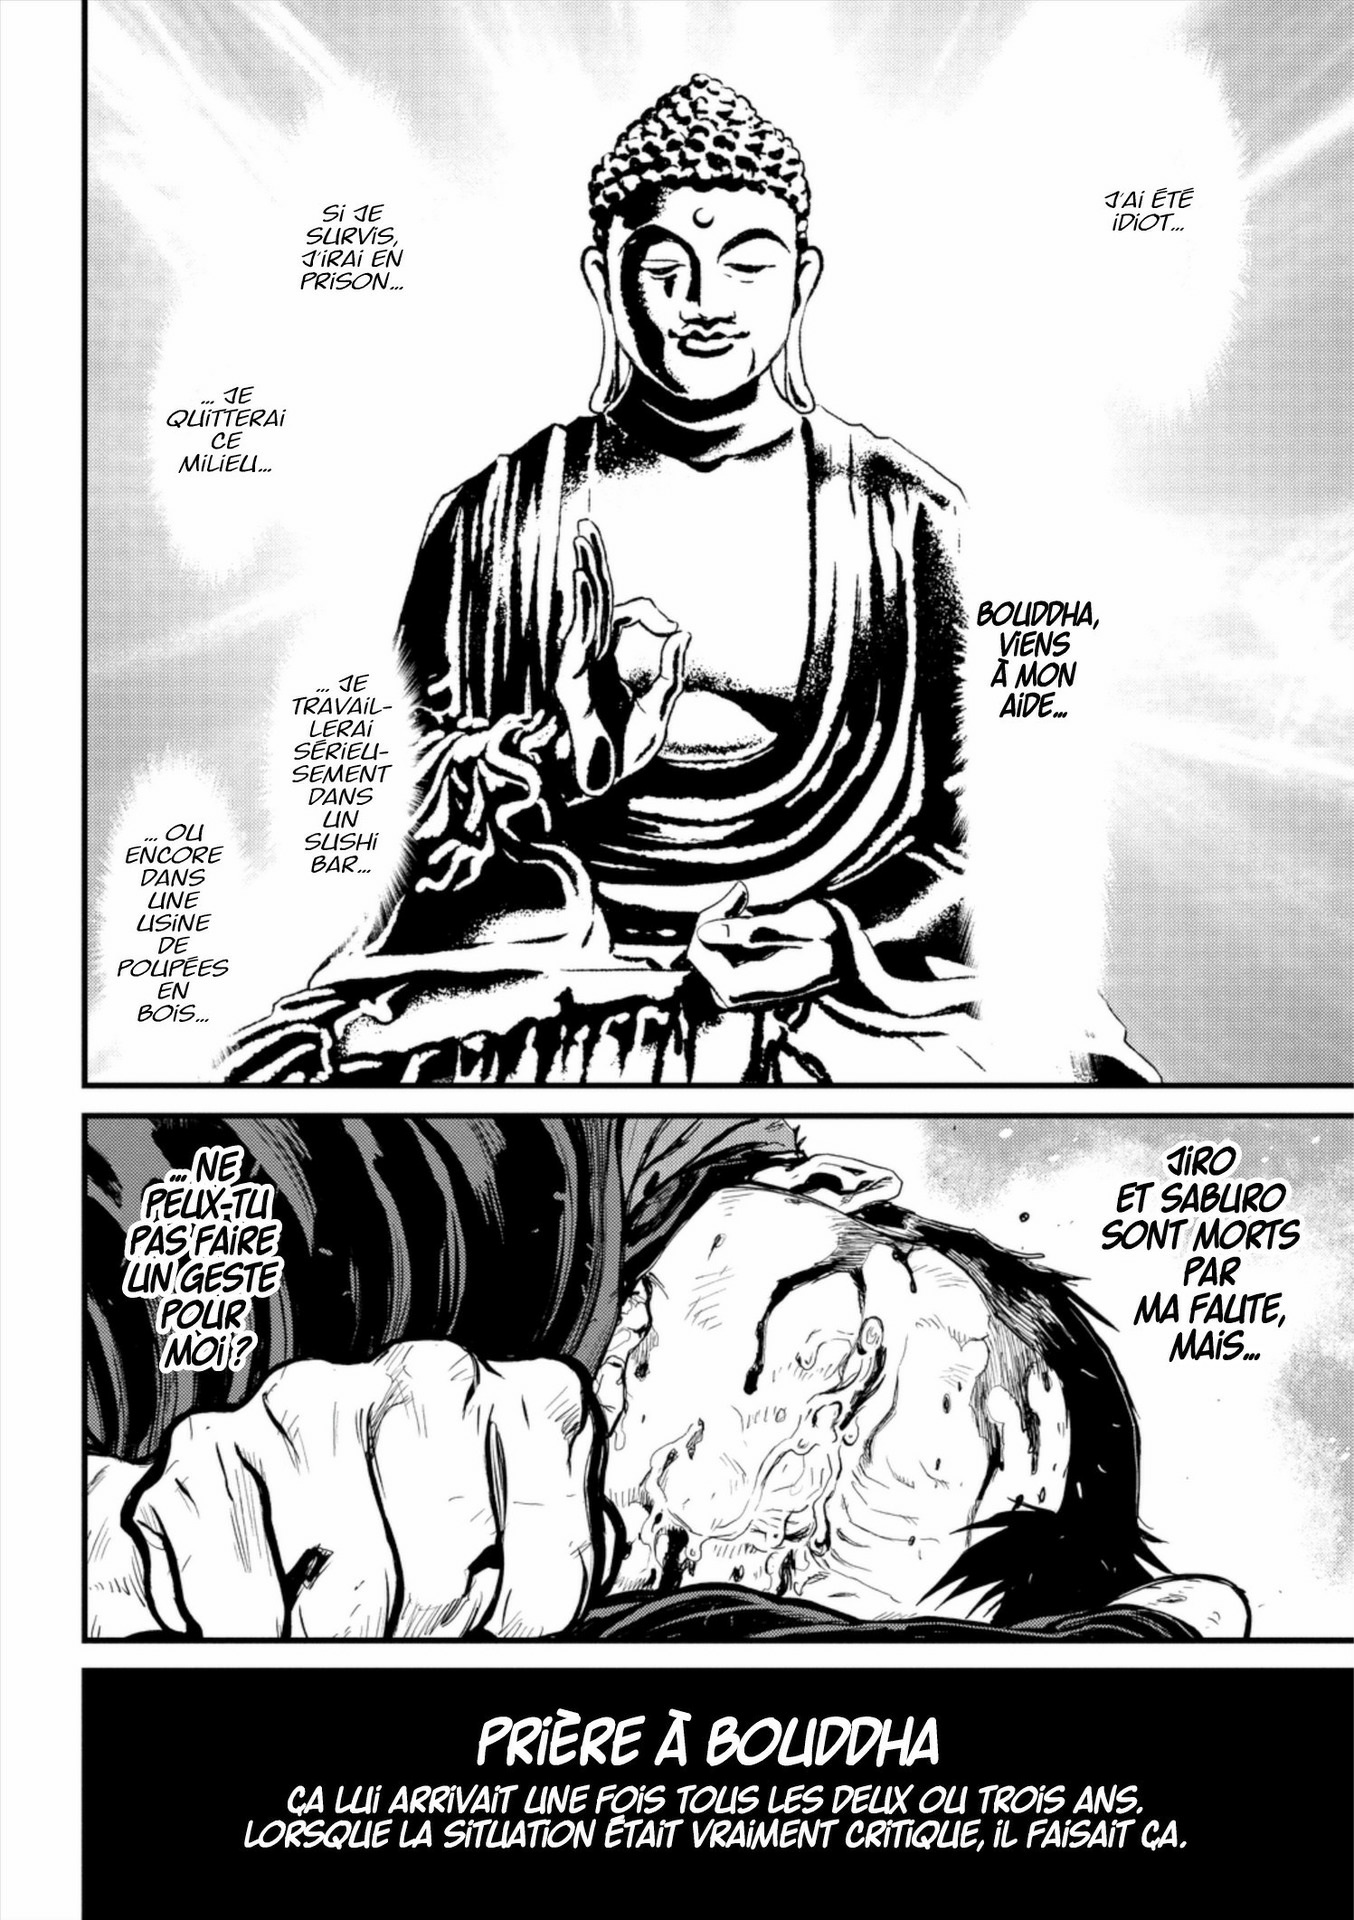 J'AI ÉTÉ
IDIOT...
BOUDDHA,
VIENS
À MON
AIDE...
SI JE
SURVIS,
J'IRAI EN
PRISON...
... JE
QUITTERAI
CE
MILIEU...
... JE
TRAVAIL-
LERAI
SÉRIEU-
SEMENT
DANS
UN
SUSHI
BAR...
... OU
ENCORE
DANS
UNE
USINE
DE
POUPÉES
EN
BOIS...
JIRO
ET SABURO
SONT MORTS
PAR
MA FAUTE,
MAIS...
... NE
PEUX-TU
PAS FAIRE
UN GESTE
POUR
MOI ?
PRIÈRE À BOUDDHA
ÇA LUI ARRIVAIT UNE FOIS TOUS LES DEUX OU TROIS ANS.
LORSQUE LA SITUATION ÉTAIT VRAIMENT CRITIQUE, IL FAISAIT ÇA.